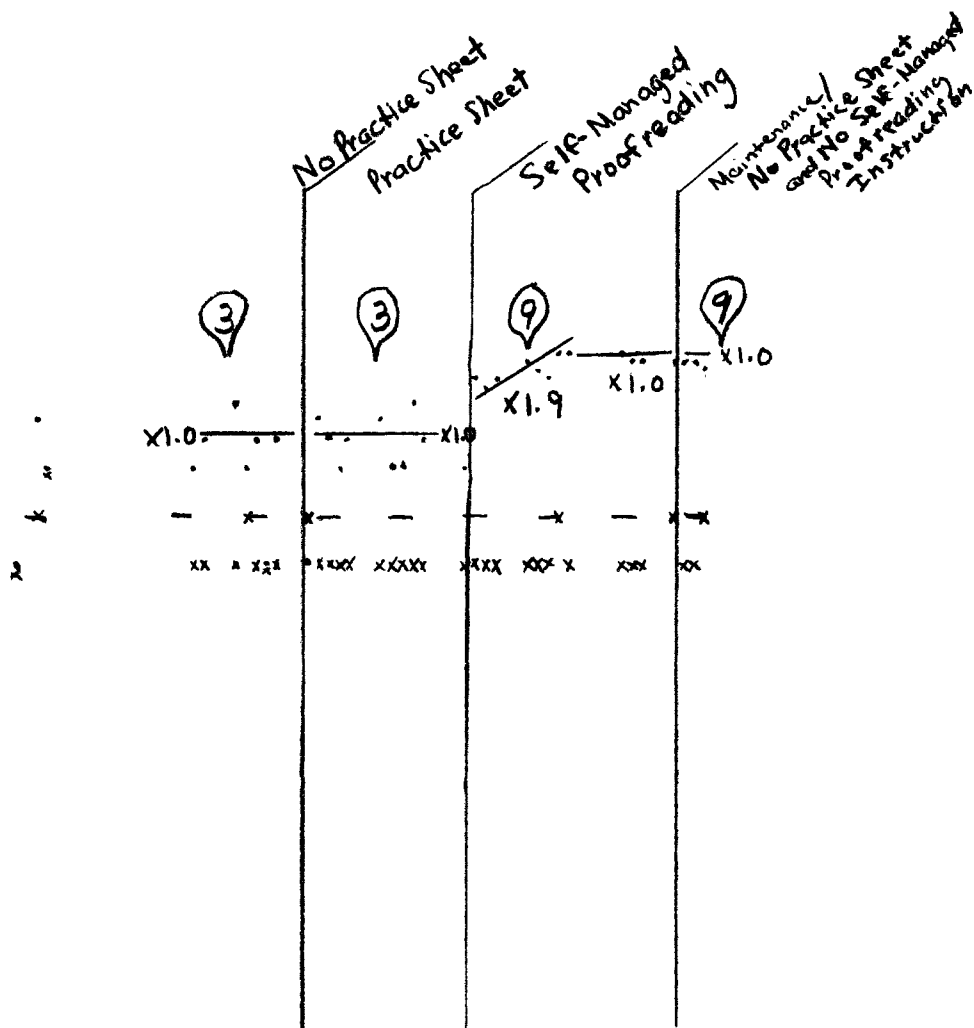 No Practice Sheet
Practice Sheet
Self-Managed
Proofreading
Maintenance/
No Practice Sheet
and No Self-Managed
Proofreading
Instruction
3
3
9
9
x1.0
x1.0
x1.9
x1.0
x1.0